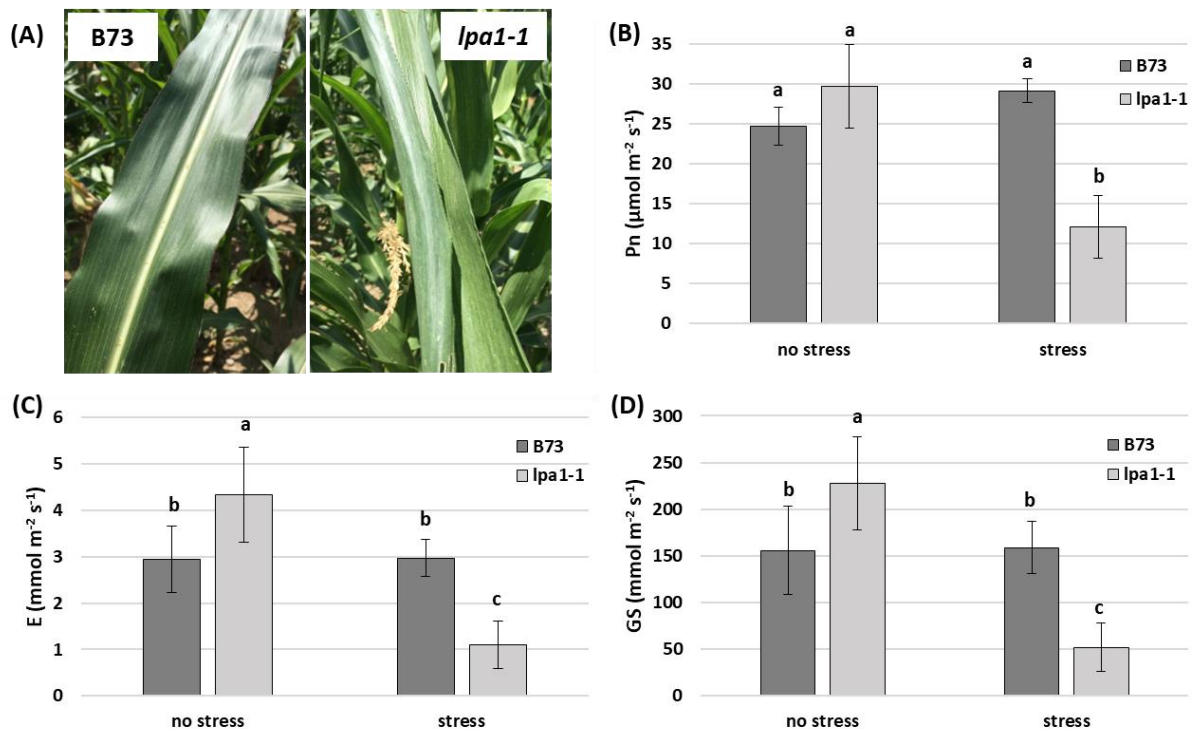 (A)
B73
lpa1-1
(B)
35
30
25
20
15
10
5
0
Pn (μmol m⁻² s⁻¹)
a
a
a
b
B73
lpa1-1
no stress
stress
(C)
6
5
4
3
2
1
0
E (mmol m⁻² s⁻¹)
b
a
b
c
B73
lpa1-1
no stress
stress
(D)
300
250
200
150
100
50
0
GS (mmol m⁻² s⁻¹)
b
a
b
c
B73
lpa1-1
no stress
stress